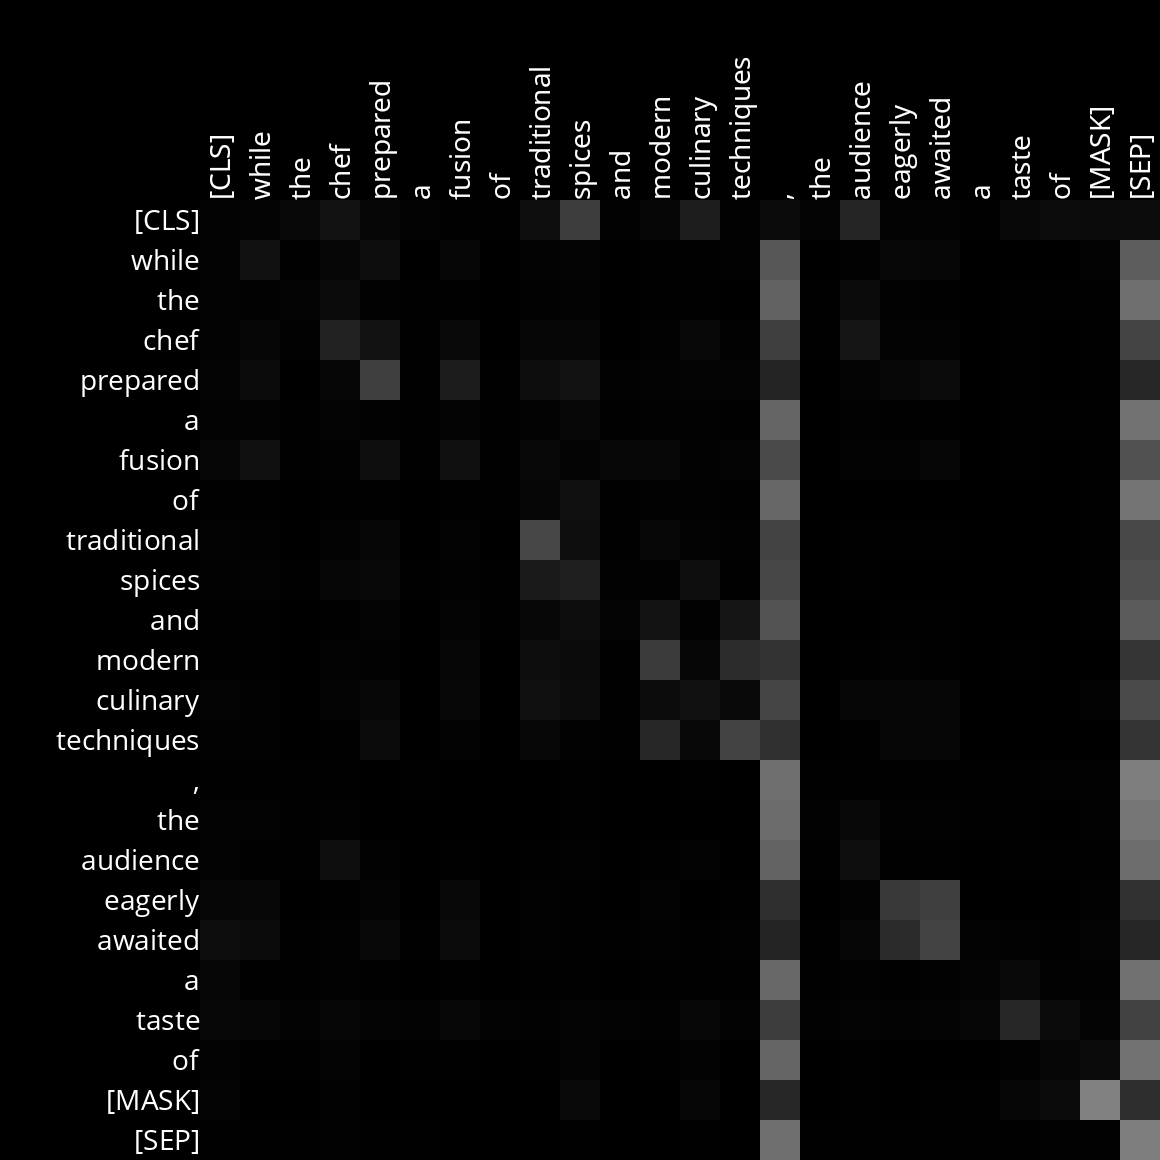 [CLS] while the chef prepared a fusion of traditional spices and modern culinary techniques , the audience eagerly awaited a taste of [MASK] [SEP]
[CLS]
while
the
chef
prepared
a
fusion
of
traditional
spices
and
modern
culinary
techniques
,
the
audience
eagerly
awaited
a
taste
of
[MASK]
[SEP]